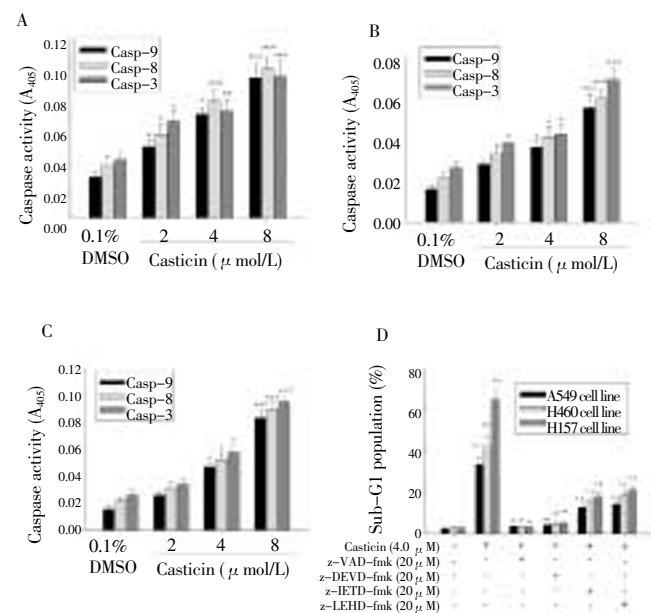 A
Caspase activity (A405)
0.12
0.10
0.08
0.06
0.04
0.02
0.00
Casp-9
Casp-8
Casp-3
0.1%
DMSO
2 4 8
Casticin ( μ mol/L)
B
Caspase activity (A405)
0.08
0.06
0.04
0.02
0.00
Casp-9
Casp-8
Casp-3
0.1%
DMSO
2 4 8
Casticin ( μ mol/L)
C
Caspase activity (A405)
0.12
0.10
0.08
0.06
0.04
0.02
0.00
Casp-9
Casp-8
Casp-3
0.1%
DMSO
2 4 8
Casticin ( μ mol/L)
D
Sub-G1 population (%)
80
60
40
20
0
A549 cell line
H460 cell line
H157 cell line
Casticin (4.0 μ M)
z-VAD-fmk (20 μ M)
z-DEVD-fmk (20 μ M)
z-IETD-fmk (20 μ M)
z-LEHD-fmk (20 μ M)